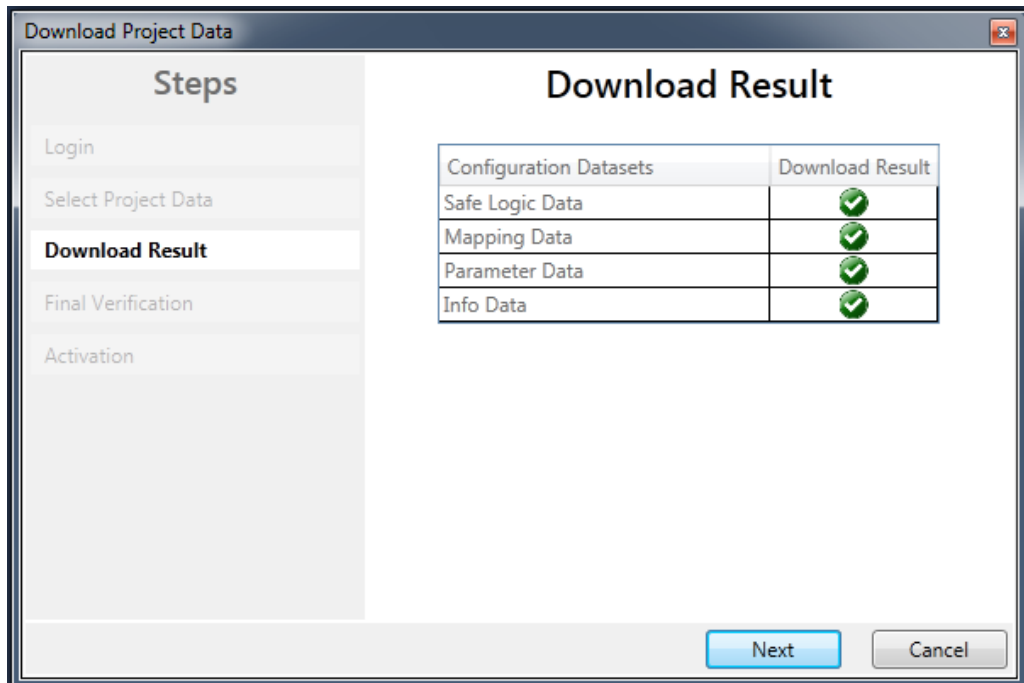 Download Project Data
Steps
Login
Select Project Data
Download Result
Final Verification
Activation
Download Result
Configuration Datasets Download Result
Safe Logic Data
Mapping Data
Parameter Data
Info Data
Next Cancel